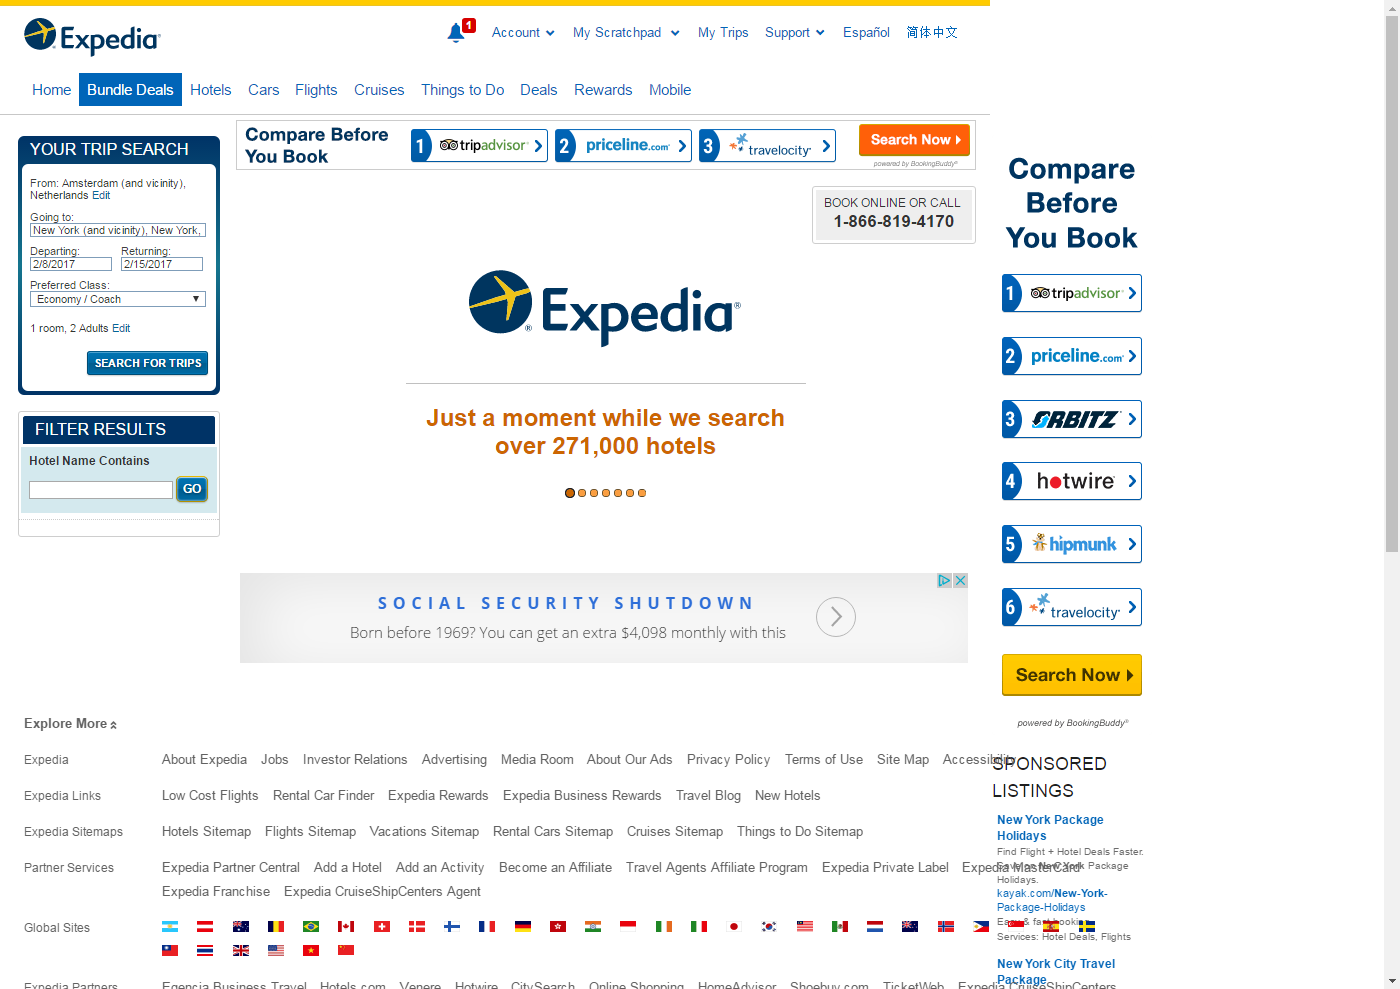 Expedia
1
Account
My Scratchpad
My Trips
Support
Español
简体中文
Home
Bundle Deals
Hotels
Cars
Flights
Cruises
Things to Do
Deals
Rewards
Mobile
YOUR TRIP SEARCH
From: Amsterdam (and vicinity),
Netherlands Edit
Going to:
New York (and vicinity), New York,
Departing: Returning:
2/8/2017 2/15/2017
Preferred Class:
Economy / Coach
1 room, 2 Adults Edit
SEARCH FOR TRIPS
FILTER RESULTS
Hotel Name Contains
GO
Compare Before
You Book
1 tripadvisor
2 priceline.com
3 travelocity
Search Now
powered by BookingBuddy®
BOOK ONLINE OR CALL
1-866-819-4170
Expedia®
Just a moment while we search
over 271,000 hotels
SOCIAL SECURITY SHUTDOWN
Born before 1969? You can get an extra $4,098 monthly with this
Compare
Before
You Book
1 tripadvisor
2 priceline.com
3 ORBITZ
4 hotwire
5 hipmunk
6 travelocity
Search Now
powered by BookingBuddy®
SPONSORED
LISTINGS
New York Package
Holidays
Find Flight + Hotel Deals Faster.
Save on New York Package
Holidays.
kayak.com/New-York-
Package-Holidays
Easy & fast booking
Services: Hotel Deals, Flights
New York City Travel
Package
Explore More
Expedia About Expedia Jobs Investor Relations Advertising Media Room About Our Ads Privacy Policy Terms of Use Site Map Accessibility
Expedia Links Low Cost Flights Rental Car Finder Expedia Rewards Expedia Business Rewards Travel Blog New Hotels
Expedia Sitemaps Hotels Sitemap Flights Sitemap Vacations Sitemap Rental Cars Sitemap Cruises Sitemap Things to Do Sitemap
Partner Services Expedia Partner Central Add a Hotel Add an Activity Become an Affiliate Travel Agents Affiliate Program Expedia Private Label Expedia MasterCard
Expedia Franchise Expedia CruiseShipCenters Agent
Global Sites
Expedia Partners Egencia Business Travel Hotels.com Venere Hotwire CitySearch Online Shopping HomeAdvisor Shoebuy.com TicketWeb Expedia CruiseShipCenters